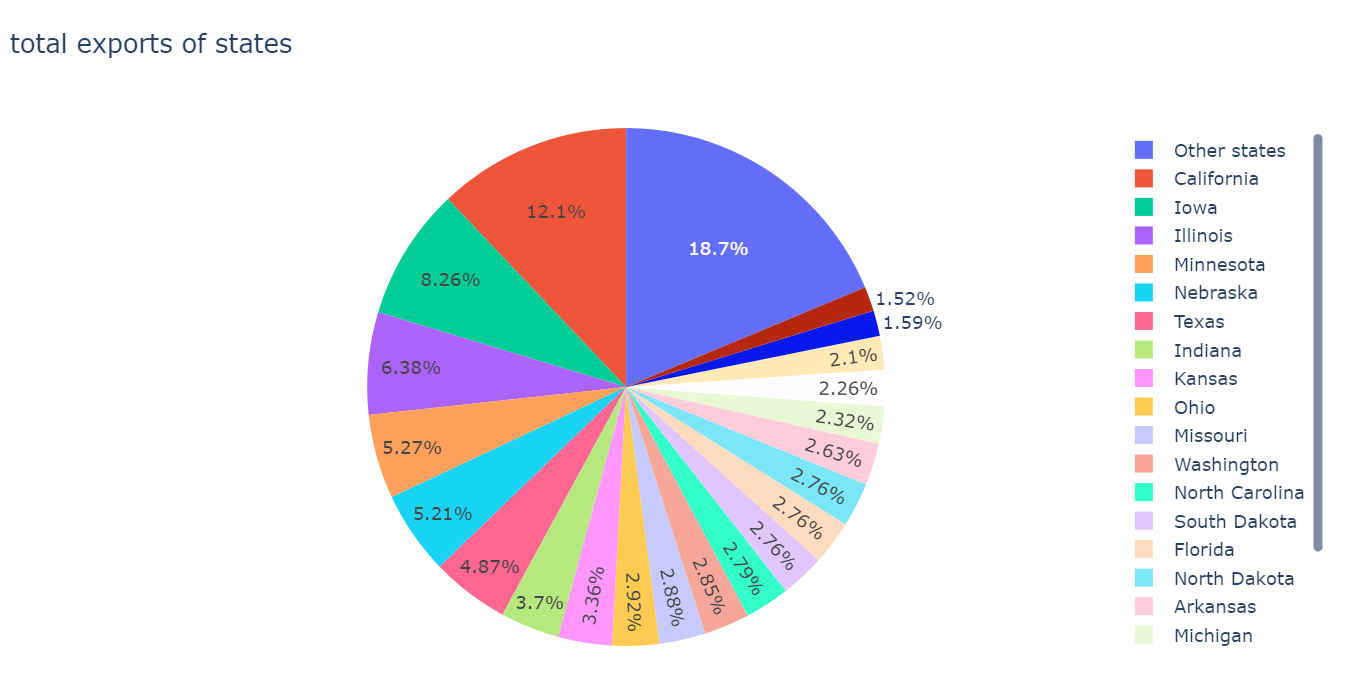 total exports of states
18.7%
12.1%
8.26%
6.38%
5.27%
5.21%
4.87%
3.7%
3.36%
2.92%
2.88%
2.85%
2.79%
2.76%
2.76%
2.76%
2.63%
2.32%
2.26%
2.1%
1.59%
1.52%
Other states
California
Iowa
Illinois
Minnesota
Nebraska
Texas
Indiana
Kansas
Ohio
Missouri
Washington
North Carolina
South Dakota
Florida
North Dakota
Arkansas
Michigan